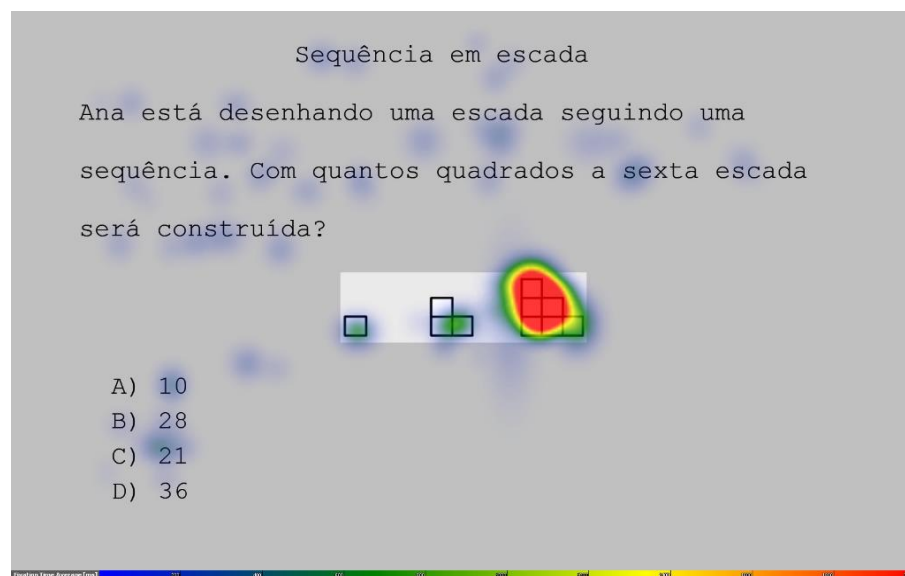 Sequência em escada
Ana está desenhando uma escada seguindo uma
sequência. Com quantos quadrados a sexta escada
será construída?
A) 10
B) 28
C) 21
D) 36